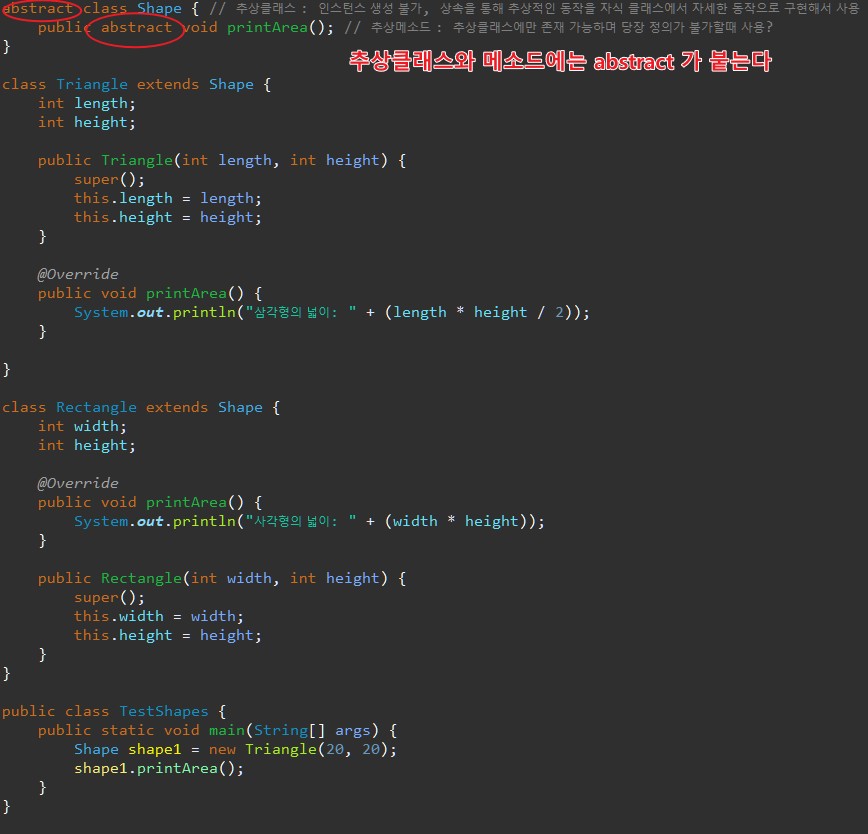 abstract class Shape { // 추상클래스 : 인스턴스 생성 불가, 상속을 통해 추상적인 동작을 자식 클래스에서 자세한 동작으로 구현해서 사용
    public abstract void printArea(); // 추상메소드 : 추상클래스에만 존재 가능하며 당장 정의가 불가할때 사용?
}
추상클래스와 메소드에는 abstract 가 붙는다
class Triangle extends Shape {
    int length;
    int height;
    public Triangle(int length, int height) {
        super();
        this.length = length;
        this.height = height;
    }
    @Override
    public void printArea() {
        System.out.println("삼각형의 넓이: " + (length * height / 2));
    }
}
class Rectangle extends Shape {
    int width;
    int height;
    @Override
    public void printArea() {
        System.out.println("사각형의 넓이: " + (width * height));
    }
    public Rectangle(int width, int height) {
        super();
        this.width = width;
        this.height = height;
    }
}
public class TestShapes {
    public static void main(String[] args) {
        Shape shape1 = new Triangle(20, 20);
        shape1.printArea();
    }
}